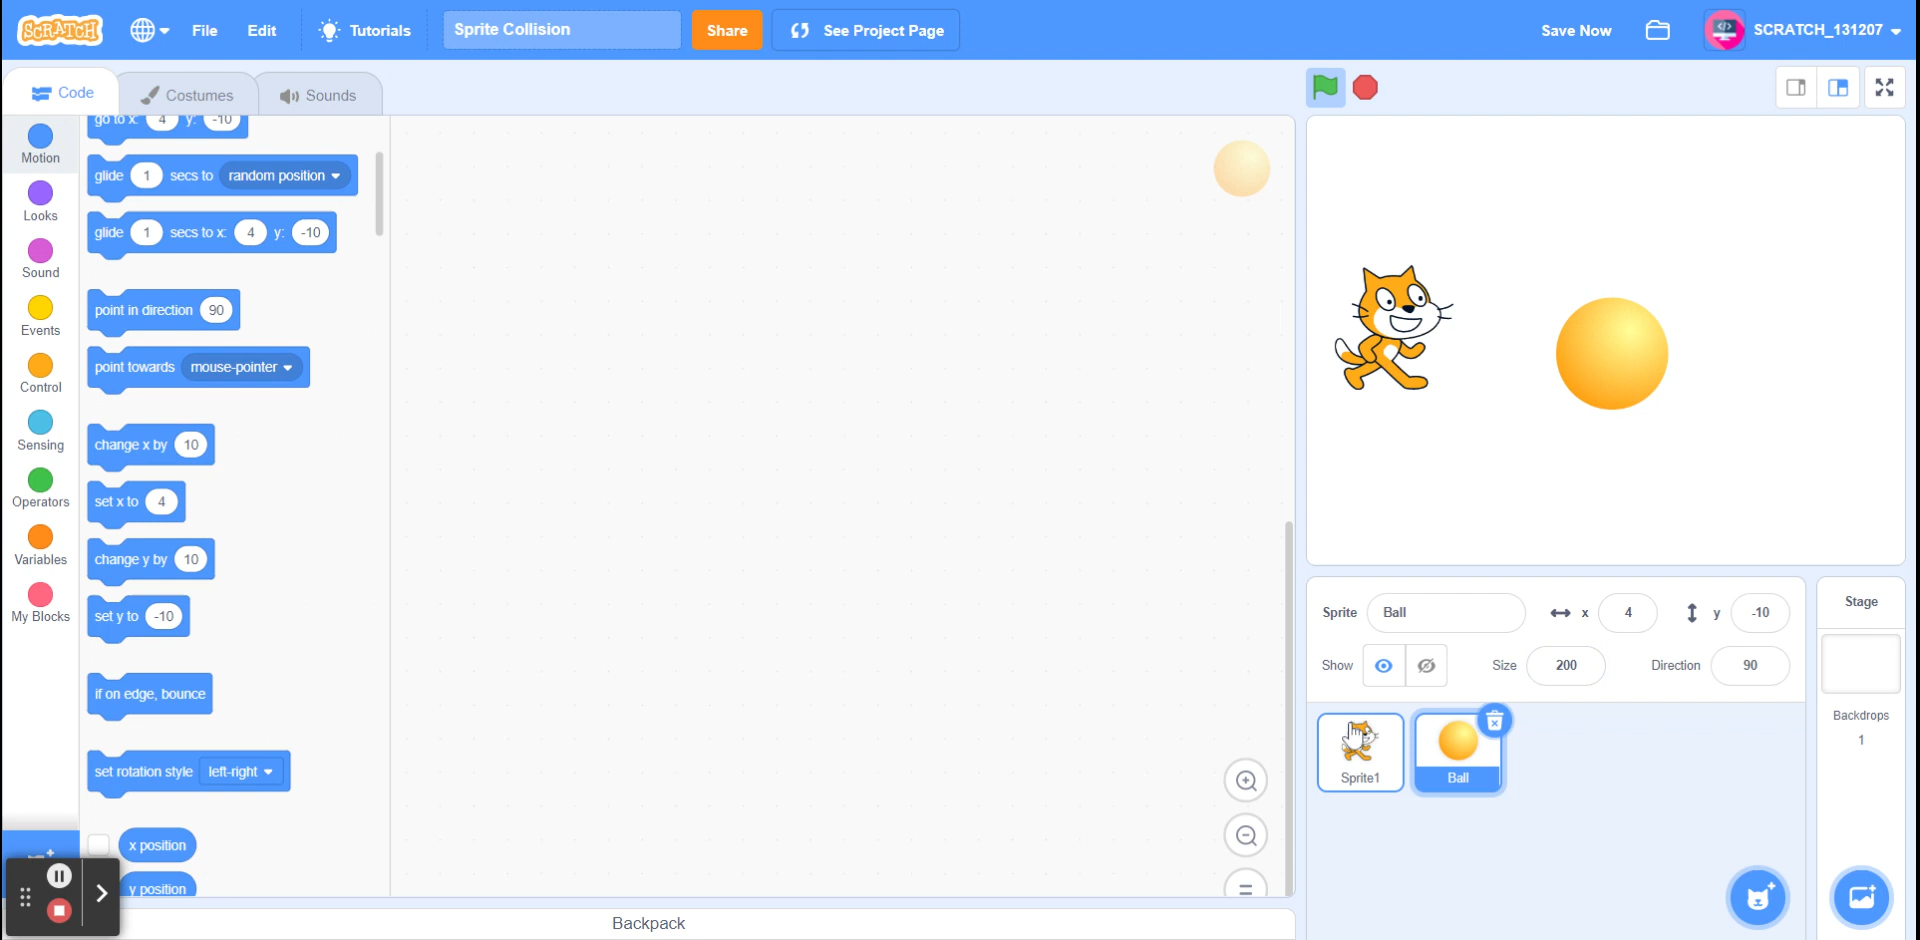 SCRATCH
File
Edit
Tutorials
Sprite Collision
Share
See Project Page
Save Now
SCRATCH_131207
Code
Costumes
Sounds
Motion
Looks
Sound
Events
Control
Sensing
Operators
Variables
My Blocks
go to x: 4 y: -10
glide 1 secs to random position
glide 1 secs to x: 4 y: -10
point in direction 90
point towards mouse-pointer
change x by 10
set x to 4
change y by 10
set y to -10
if on edge, bounce
set rotation style left-right
x position
y position
Backpack
Sprite Ball x 4 y -10
Show Size 200 Direction 90
Sprite1
Ball
Stage
Backdrops
1